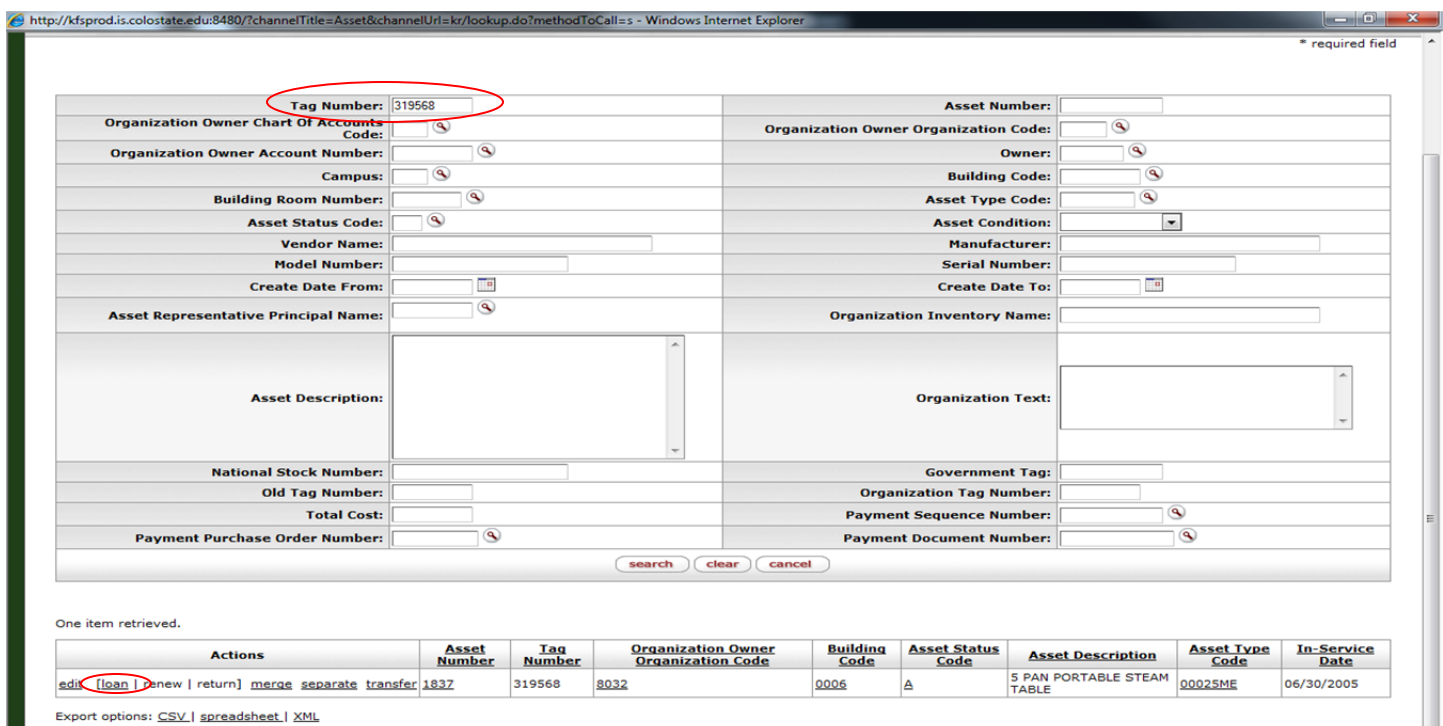 http://kfsprod.is.colostate.edu:8480/?channelTitle=Asset&channelUrl=kr/lookup.do?methodToCall=s - Windows Internet Explorer
* required field
Tag Number: 319568 Asset Number:
Organization Owner Chart Of Accounts Code: Organization Owner Organization Code:
Organization Owner Account Number: Owner:
Campus: Building Code:
Building Room Number: Asset Type Code:
Asset Status Code: Asset Condition:
Vendor Name: Manufacturer:
Model Number: Serial Number:
Create Date From: Create Date To:
Asset Representative Principal Name: Organization Inventory Name:
Asset Description: Organization Text:
National Stock Number: Government Tag:
Old Tag Number: Organization Tag Number:
Total Cost: Payment Sequence Number:
Payment Purchase Order Number: Payment Document Number:
search clear cancel
One item retrieved.
Actions Asset Number Tag Number Organization Owner Organization Code Building Code Asset Status Code Asset Description Asset Type Code In-Service Date
edit [loan | renew | return] merge separate transfer 1837 319568 8032 0006 A 5 PAN PORTABLE STEAM TABLE 00025ME 06/30/2005
Export options: CSV | spreadsheet | XML